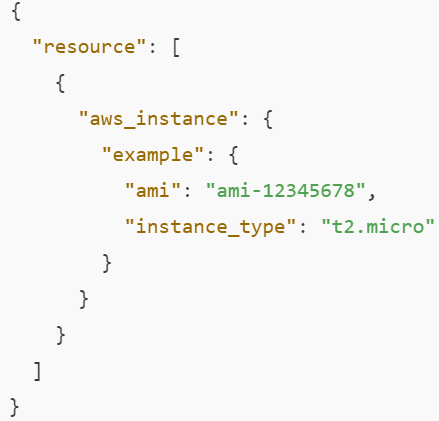 {
  "resource": [
    {
      "aws_instance": {
        "example": {
          "ami": "ami-12345678",
          "instance_type": "t2.micro"
        }
      }
    }
  ]
}